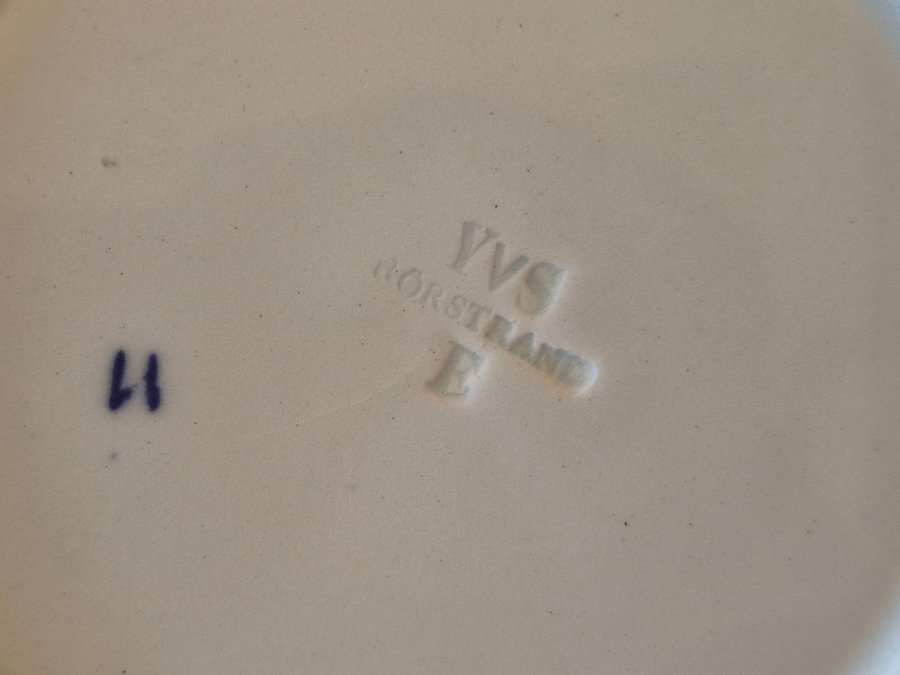 YVS
RÖRSTRAND
E
11